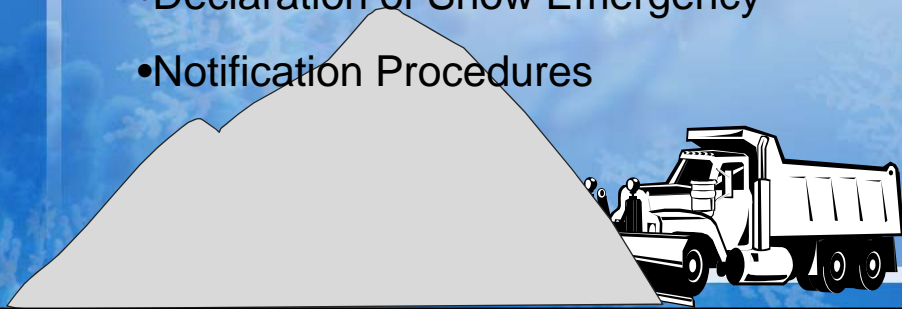 •Declaration of Snow Emergency
•Notification Procedures